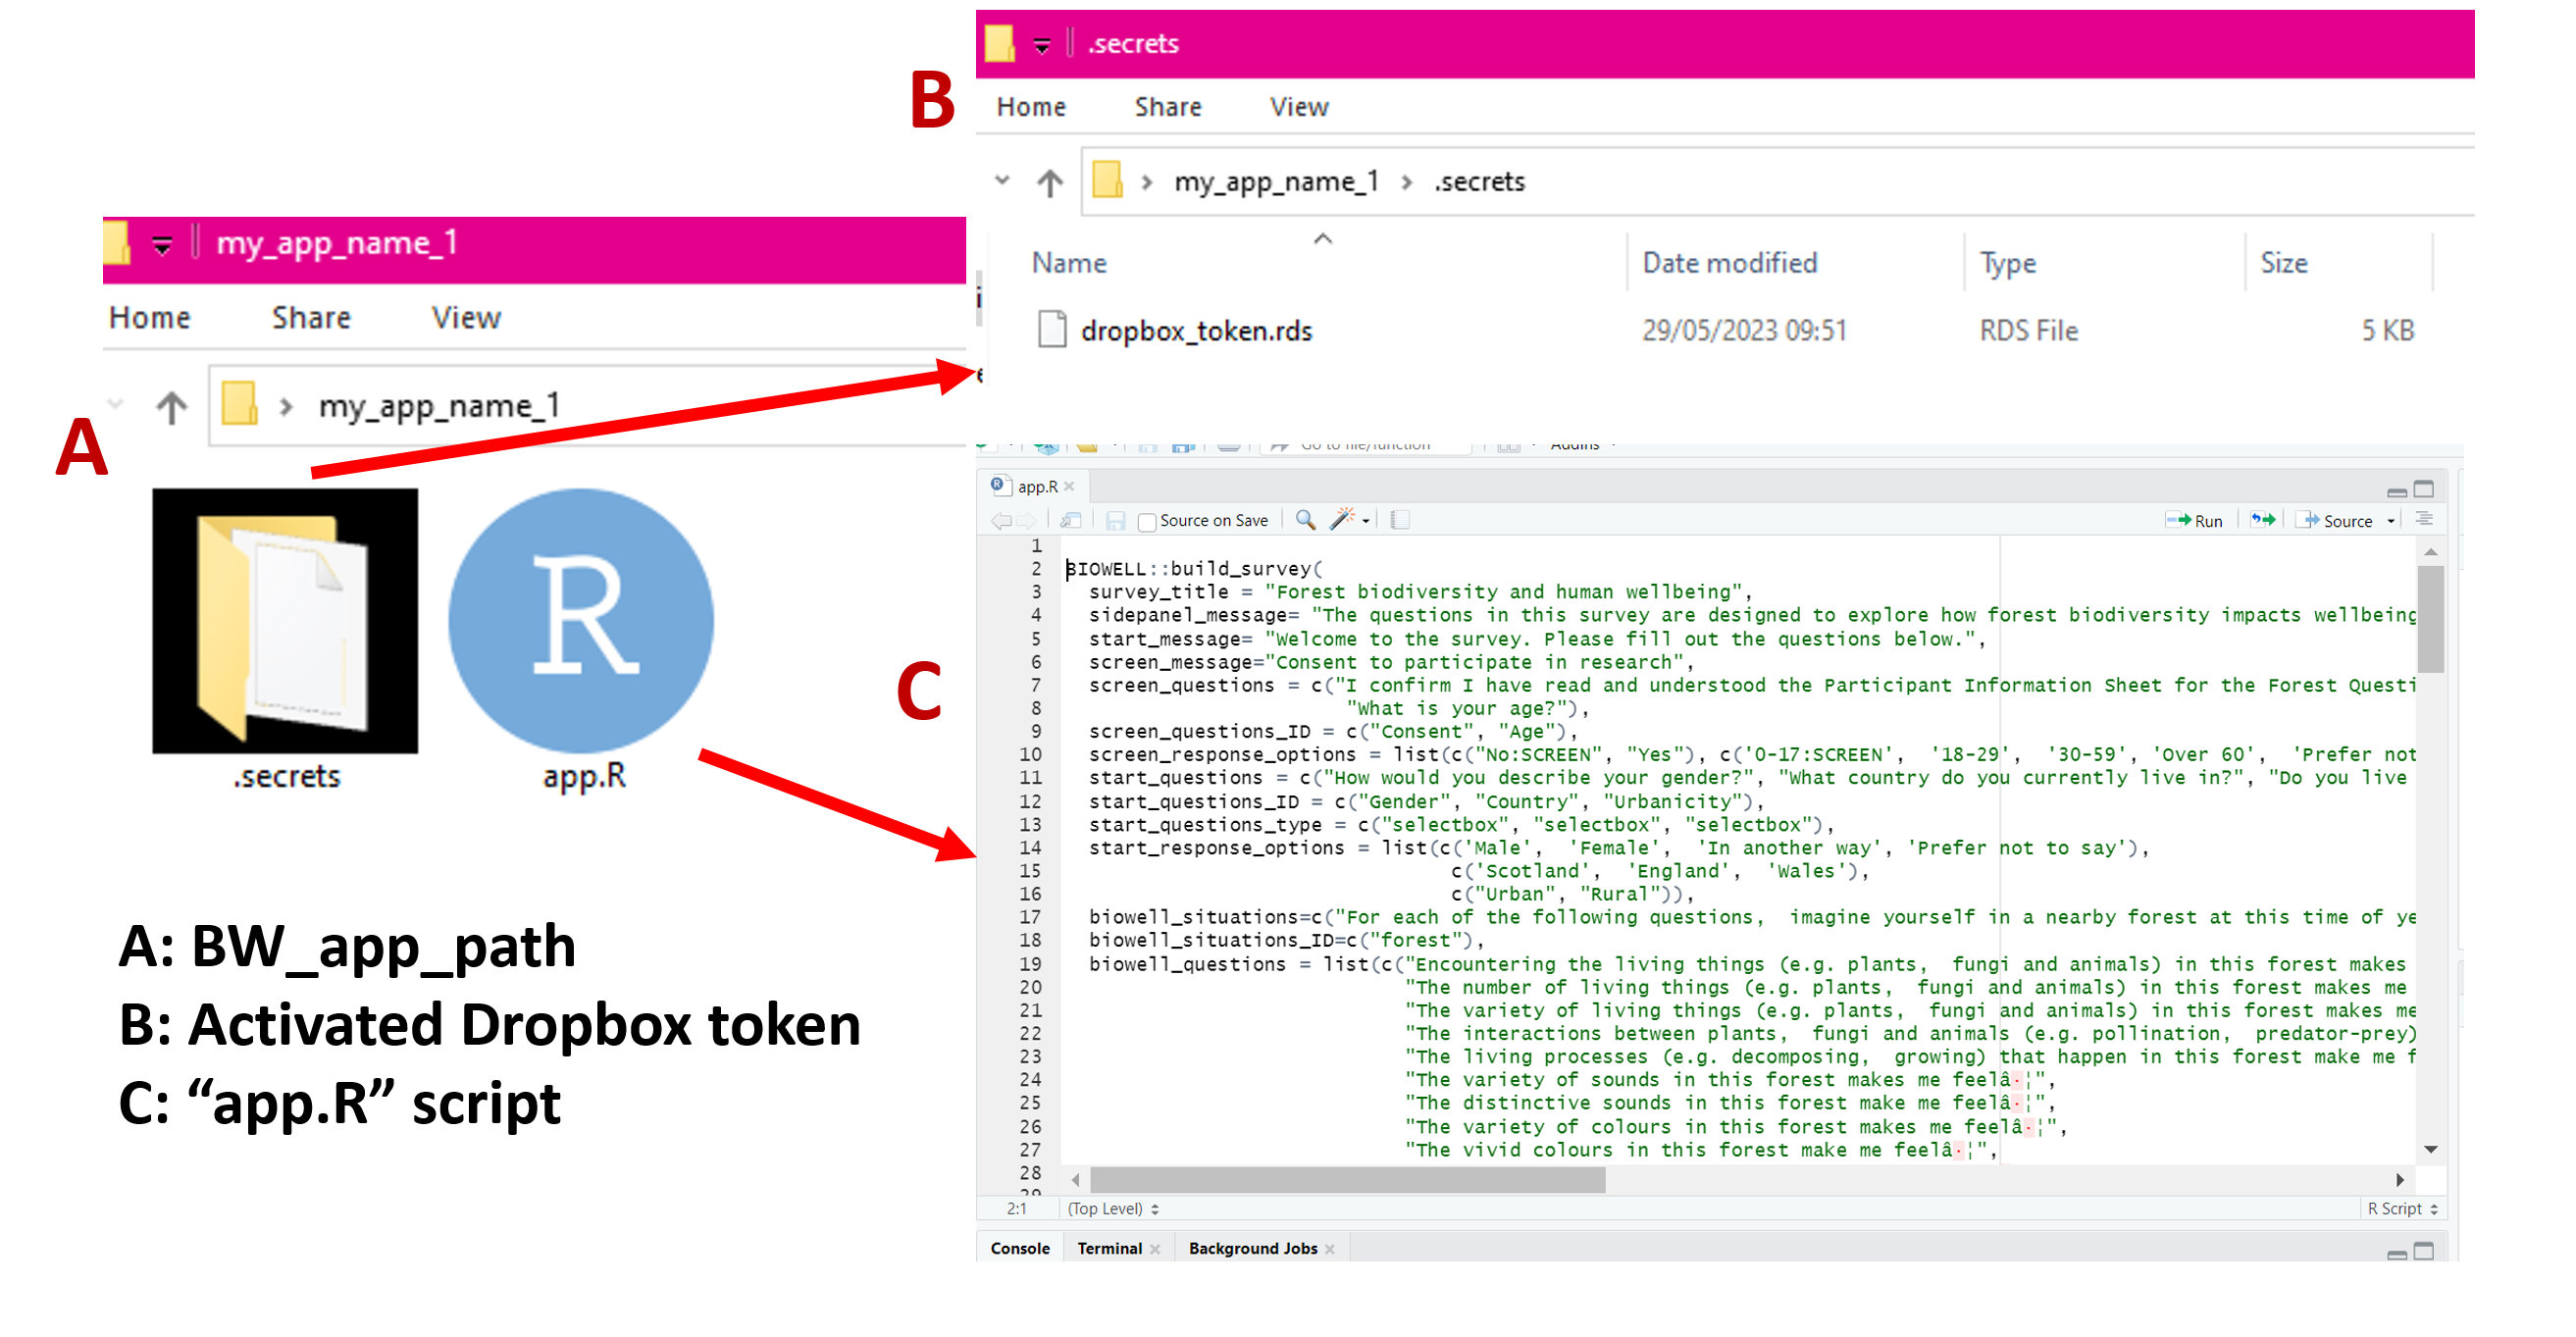 A
my_app_name_1
Home Share View
my_app_name_1
.secrets
app.R
A: BW_app_path
B: Activated Dropbox token
C: “app.R” script
B
.secrets
Home Share View
my_app_name_1 > .secrets
Name Date modified Type Size
dropbox_token.rds 29/05/2023 09:51 RDS File 5 KB
C
Go to file/function Addins
app.R
Source on Save Run Source
1
2 BIOWELL::build_survey(
3 survey_title = "Forest biodiversity and human wellbeing",
4 sidepanel_message= "The questions in this survey are designed to explore how forest biodiversity impacts wellbeing
5 start_message= "Welcome to the survey. Please fill out the questions below.",
6 screen_message="Consent to participate in research",
7 screen_questions = c("I confirm I have read and understood the Participant Information Sheet for the Forest Questi
8 "What is your age?"),
9 screen_questions_ID = c("Consent", "Age"),
10 screen_response_options = list(c("No:SCREEN", "Yes"), c('0-17:SCREEN', '18-29', '30-59', 'Over 60', 'Prefer not
11 start_questions = c("How would you describe your gender?", "What country do you currently live in?", "Do you live
12 start_questions_ID = c("Gender", "Country", "Urbanicity"),
13 start_questions_type = c("selectbox", "selectbox", "selectbox"),
14 start_response_options = list(c('Male', 'Female', 'In another way', 'Prefer not to say'),
15 c('Scotland', 'England', 'Wales'),
16 c("Urban", "Rural")),
17 biowell_situations=c("For each of the following questions, imagine yourself in a nearby forest at this time of ye
18 biowell_situations_ID=c("forest"),
19 biowell_questions = list(c("Encountering the living things (e.g. plants, fungi and animals) in this forest makes
20 "The number of living things (e.g. plants, fungi and animals) in this forest makes me
21 "The variety of living things (e.g. plants, fungi and animals) in this forest makes me
22 "The interactions between plants, fungi and animals (e.g. pollination, predator-prey)
23 "The living processes (e.g. decomposing, growing) that happen in this forest make me f
24 "The variety of sounds in this forest makes me feelâ·¦",
25 "The distinctive sounds in this forest make me feelâ·¦",
26 "The variety of colours in this forest makes me feelâ·¦",
27 "The vivid colours in this forest make me feelâ·¦",
28
29
2:1 (Top Level) R Script
Console Terminal Background Jobs